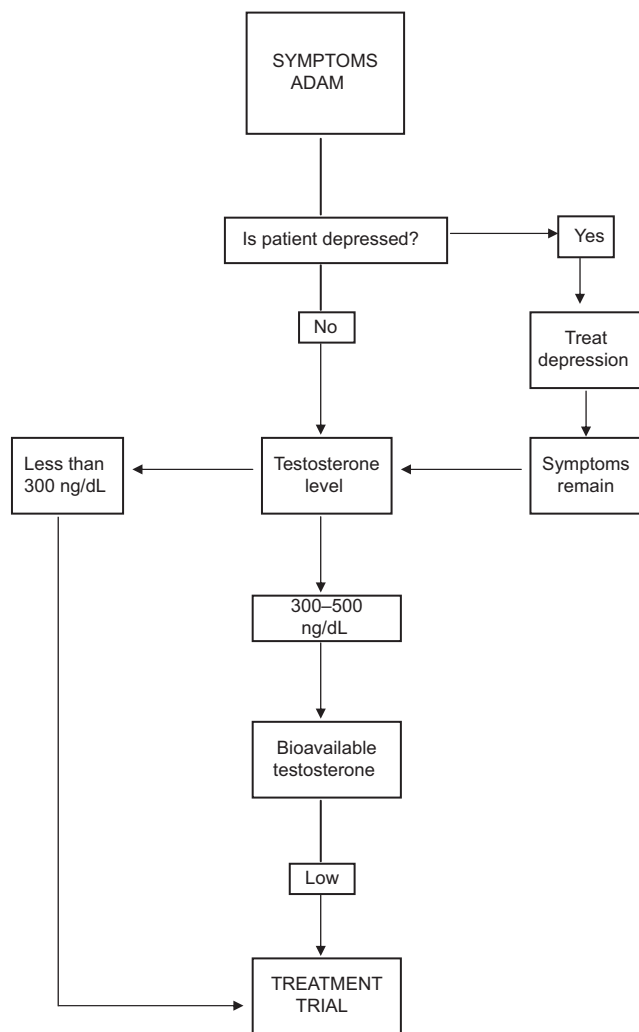 SYMPTOMS
ADAM
Is patient depressed?
Yes
No
Treat
depression
Less than
300 ng/dL
Testosterone
level
Symptoms
remain
300–500
ng/dL
Bioavailable
testosterone
Low
TREATMENT
TRIAL